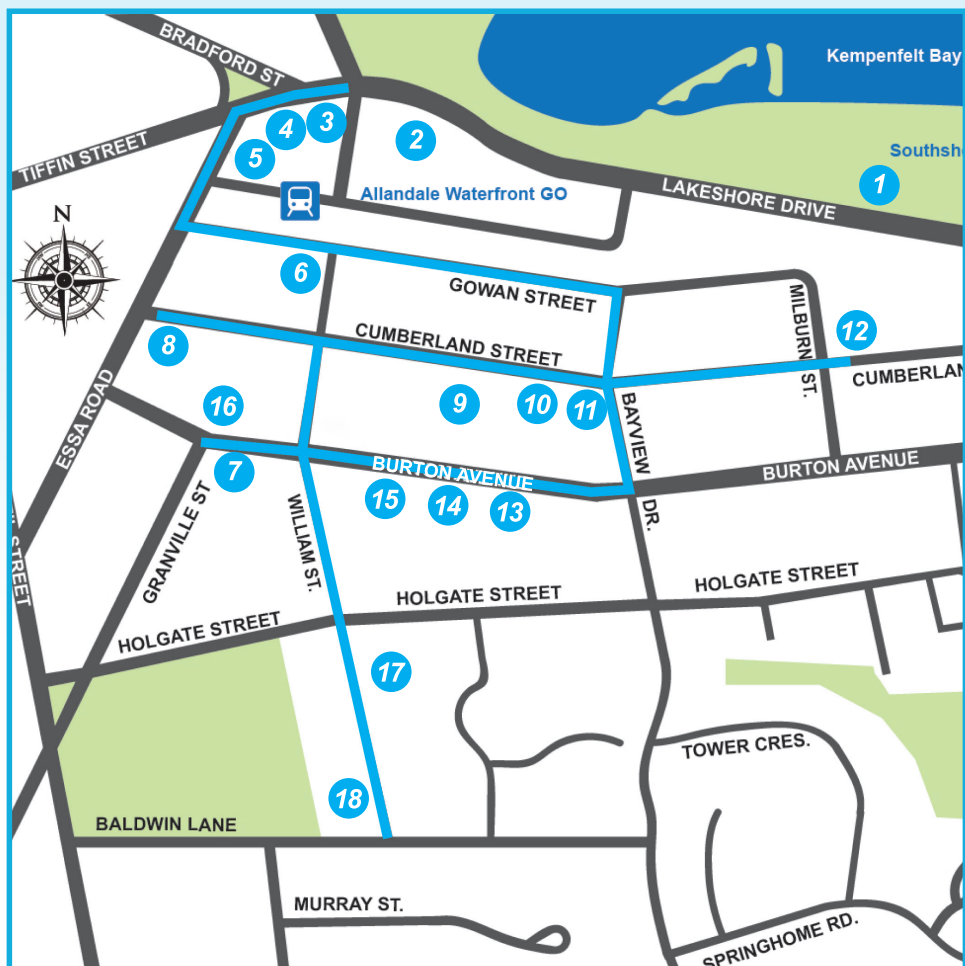 BRADFORD ST
Kempenfelt Bay
TIFFIN STREET
4
3
2
5
Southsh
1
Allandale Waterfront GO
LAKESHORE DRIVE
N
6
GOWAN STREET
MILBURN ST.
12
8
CUMBERLAND STREET
CUMBERLAN
ESSA ROAD
16
9
10
11
BAYVIEW DR.
7
BURTON AVENUE
BURTON AVENUE
15
14
13
GRANVILLE ST
WILLIAM ST.
STREET
HOLGATE STREET
HOLGATE STREET
HOLGATE STREET
17
TOWER CRES.
18
BALDWIN LANE
MURRAY ST.
SPRINGHOME RD.